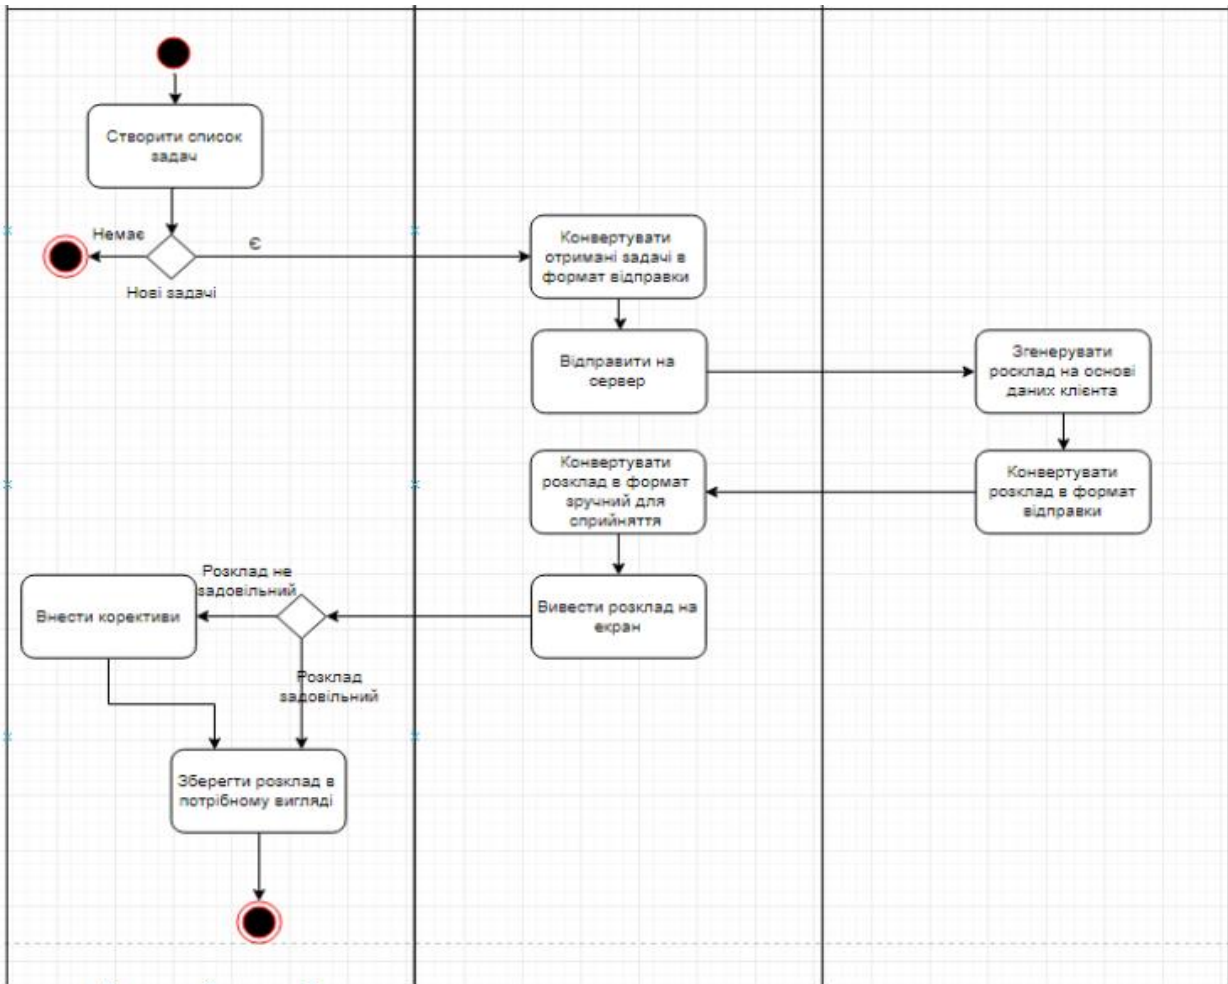 Створити список
задач
Немає
Є
Нові задачі
Конвертувати
отримані задачі в
формат відправки
Відправити на
сервер
Згенерувати
росклад на основі
даних клієнта
Конвертувати
розклад в формат
зручний для
сприйняття
Конвертувати
розклад в формат
відправки
Розклад не
задовільний
Внести корективи
Вивести розклад на
екран
Розклад
задовільний
Зберегти розклад в
потрібному вигляді